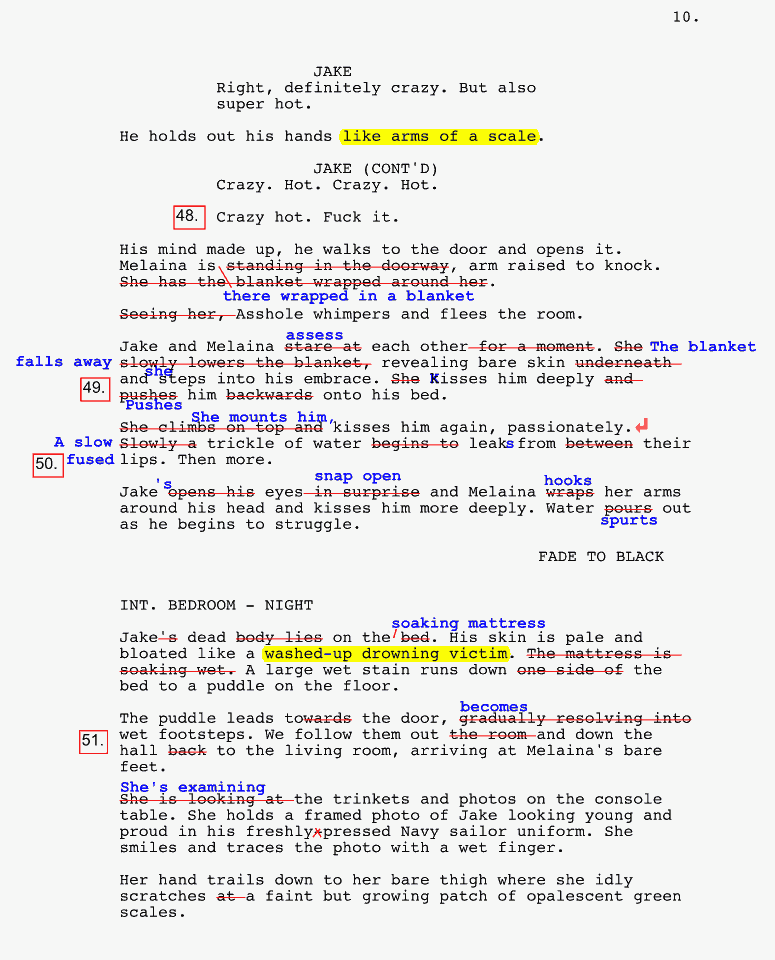 10.
JAKE
Right, definitely crazy. But also
super hot.
He holds out his hands like arms of a scale.
JAKE (CONT'D)
Crazy. Hot. Crazy. Hot.
48. Crazy hot. Fuck it.
His mind made up, he walks to the door and opens it.
Melaina is standing in the doorway, arm raised to knock.
She has the blanket wrapped around her.
there wrapped in a blanket
Seeing her, Asshole whimpers and flees the room.
assess
Jake and Melaina stare at each other for a moment. She The blanket
falls away slowly lowers the blanket, revealing bare skin underneath
she
and steps into his embrace. She Kisses him deeply and
49. pushes him backwards onto his bed.
Pushes
She mounts him,
She climbs on top and kisses him again, passionately.
A slow Slowly a trickle of water begins to leaks from between their
50. fused lips. Then more.
snap open hooks
Jake's opens his eyes in surprise and Melaina wraps her arms
around his head and kisses him more deeply. Water pours out
spurts
as he begins to struggle.
FADE TO BLACK
INT. BEDROOM - NIGHT
soaking mattress
Jake's dead body lies on the bed. His skin is pale and
bloated like a washed-up drowning victim. The mattress is
soaking wet. A large wet stain runs down one side of the
bed to a puddle on the floor.
becomes
The puddle leads towards the door, gradually resolving into
wet footsteps. We follow them out the room and down the
51. hall back to the living room, arriving at Melaina's bare
feet.
She's examining
She is looking at the trinkets and photos on the console
table. She holds a framed photo of Jake looking young and
proud in his freshly-pressed Navy sailor uniform. She
smiles and traces the photo with a wet finger.
Her hand trails down to her bare thigh where she idly
scratches at a faint but growing patch of opalescent green
scales.